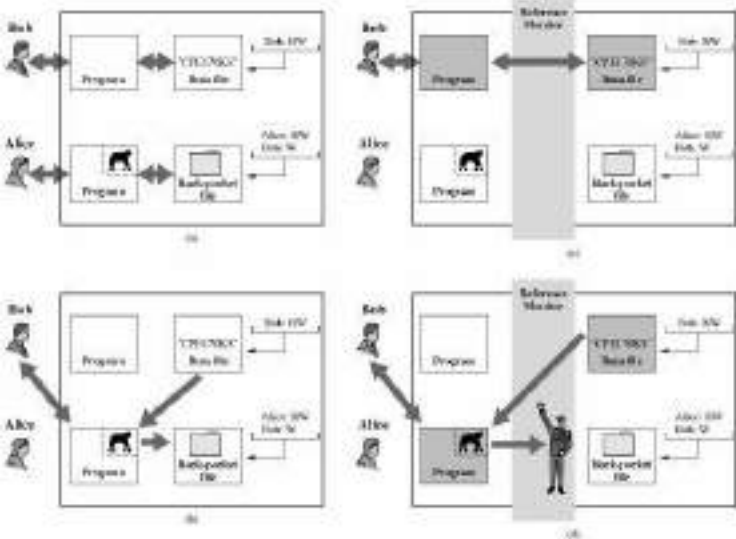 Bob
Program
Data file
Bob: RW
Alice
Program
Back-pocket
file
Alice: RW
Bob: W
(a)
Reference
Monitor
Bob
Program
Data file
Bob: RW
Alice
Program
Back-pocket
file
Alice: RW
Bob: W
(c)
Bob
Program
Data file
Bob: RW
Alice
Program
Back-pocket
file
Alice: RW
Bob: W
(b)
Reference
Monitor
Bob
Program
Data file
Bob: RW
Alice
Program
Back-pocket
file
Alice: RW
Bob: W
(d)